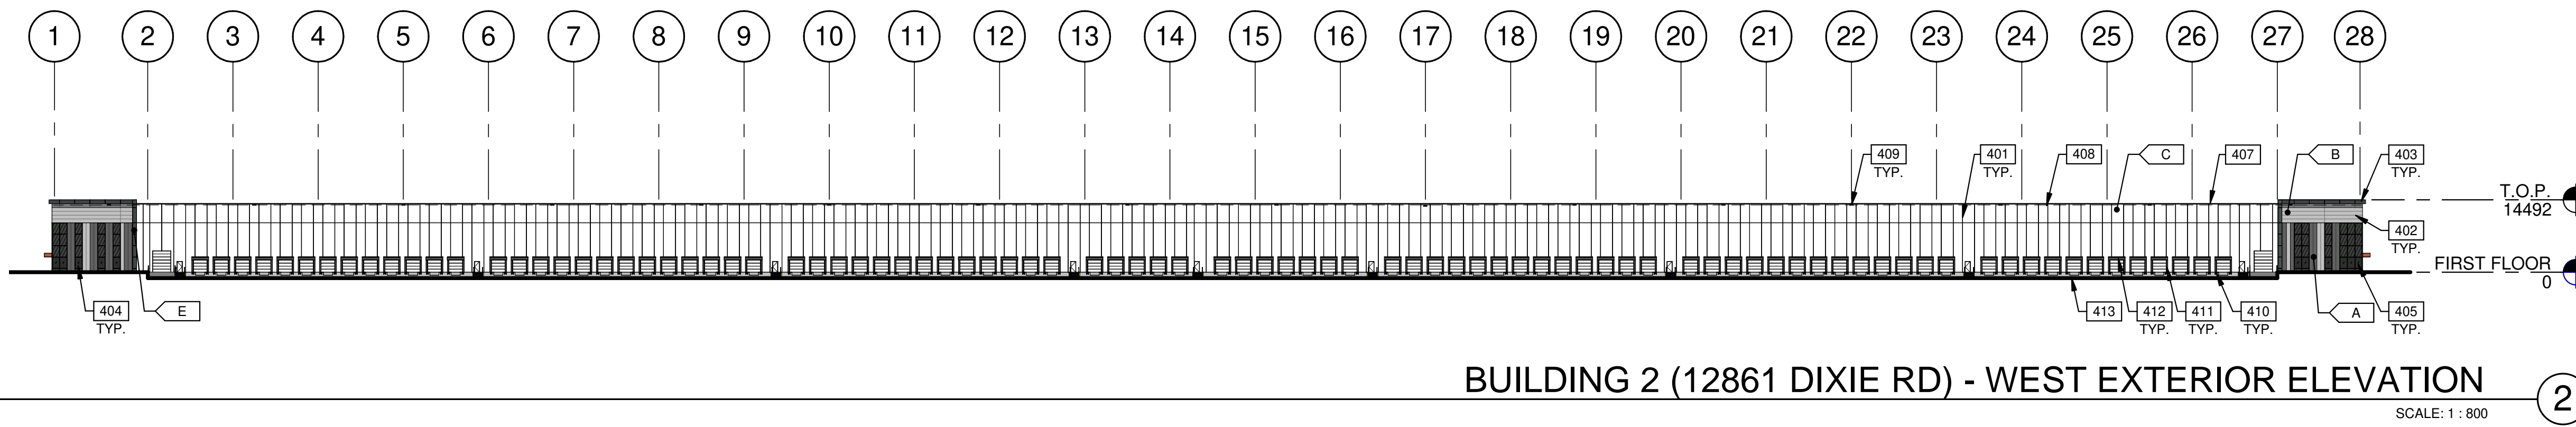 1 2 3 4 5 6 7 8 9 10 11 12 13 14 15 16 17 18 19 20 21 22 23 24 25 26 27 28
409 401 408 C 407 B 403
TYP. TYP. TYP.
T.O.P.
14492
402
TYP.
FIRST FLOOR
0
404 E 413 412 411 410 A 405
TYP. TYP. TYP. TYP. TYP.
BUILDING 2 (12861 DIXIE RD) - WEST EXTERIOR ELEVATION
2
SCALE: 1 : 800